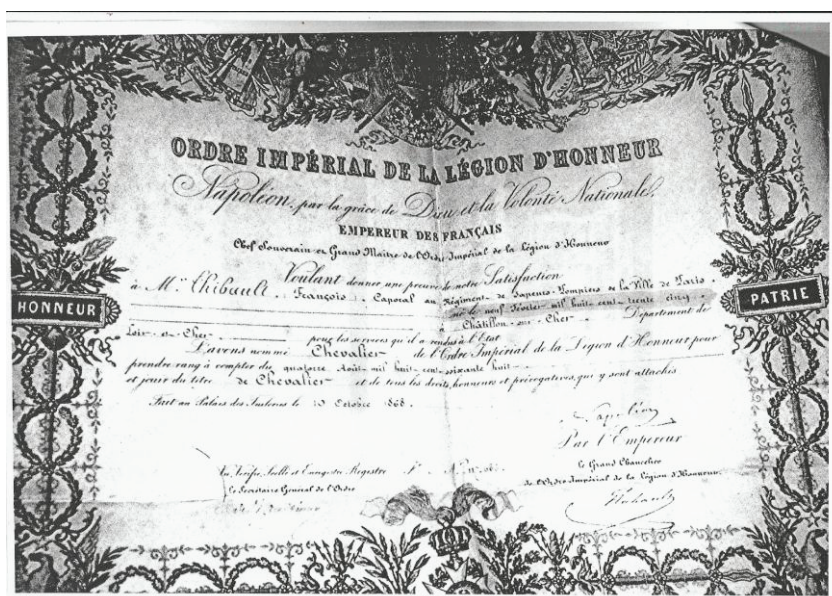 ORDRE IMPÉRIAL DE LA LÉGION D'HONNEUR
Napoléon, par la grâce de Dieu et la Volonté Nationale,
EMPEREUR DES FRANÇAIS
Chef Souverain et Grand Maître de l'Ordre Impérial de la Légion d'Honneur
Voulant donner une preuve de notre Satisfaction
à Mr. Thibault : François : Caporal au Régiment de Sapeurs-Pompiers de la Ville de Paris
né le neuf Février mil huit cent trente cinq
à Châtillon-sur-Cher Département de
HONNEUR
PATRIE
Loir-et-Cher pour les services qu'il a rendus à l'État
L'avons nommé Chevalier de l'Ordre Impérial de la Légion d'Honneur pour
prendre rang à compter du quatorze Août mil huit cent soixante huit
et jouir du titre de Chevalier et de tous les droits, honneurs et prérogatives, qui y sont attachés
Fait au Palais des Tuileries le 10 Octobre 1868.
Napoléon
Par l'Empereur
le Grand Chancelier
de l'Ordre Impérial de la Légion d'Honneur
Vu, Vérifié, Scellé et Enregistré Registre
le Secrétaire Général de l'Ordre